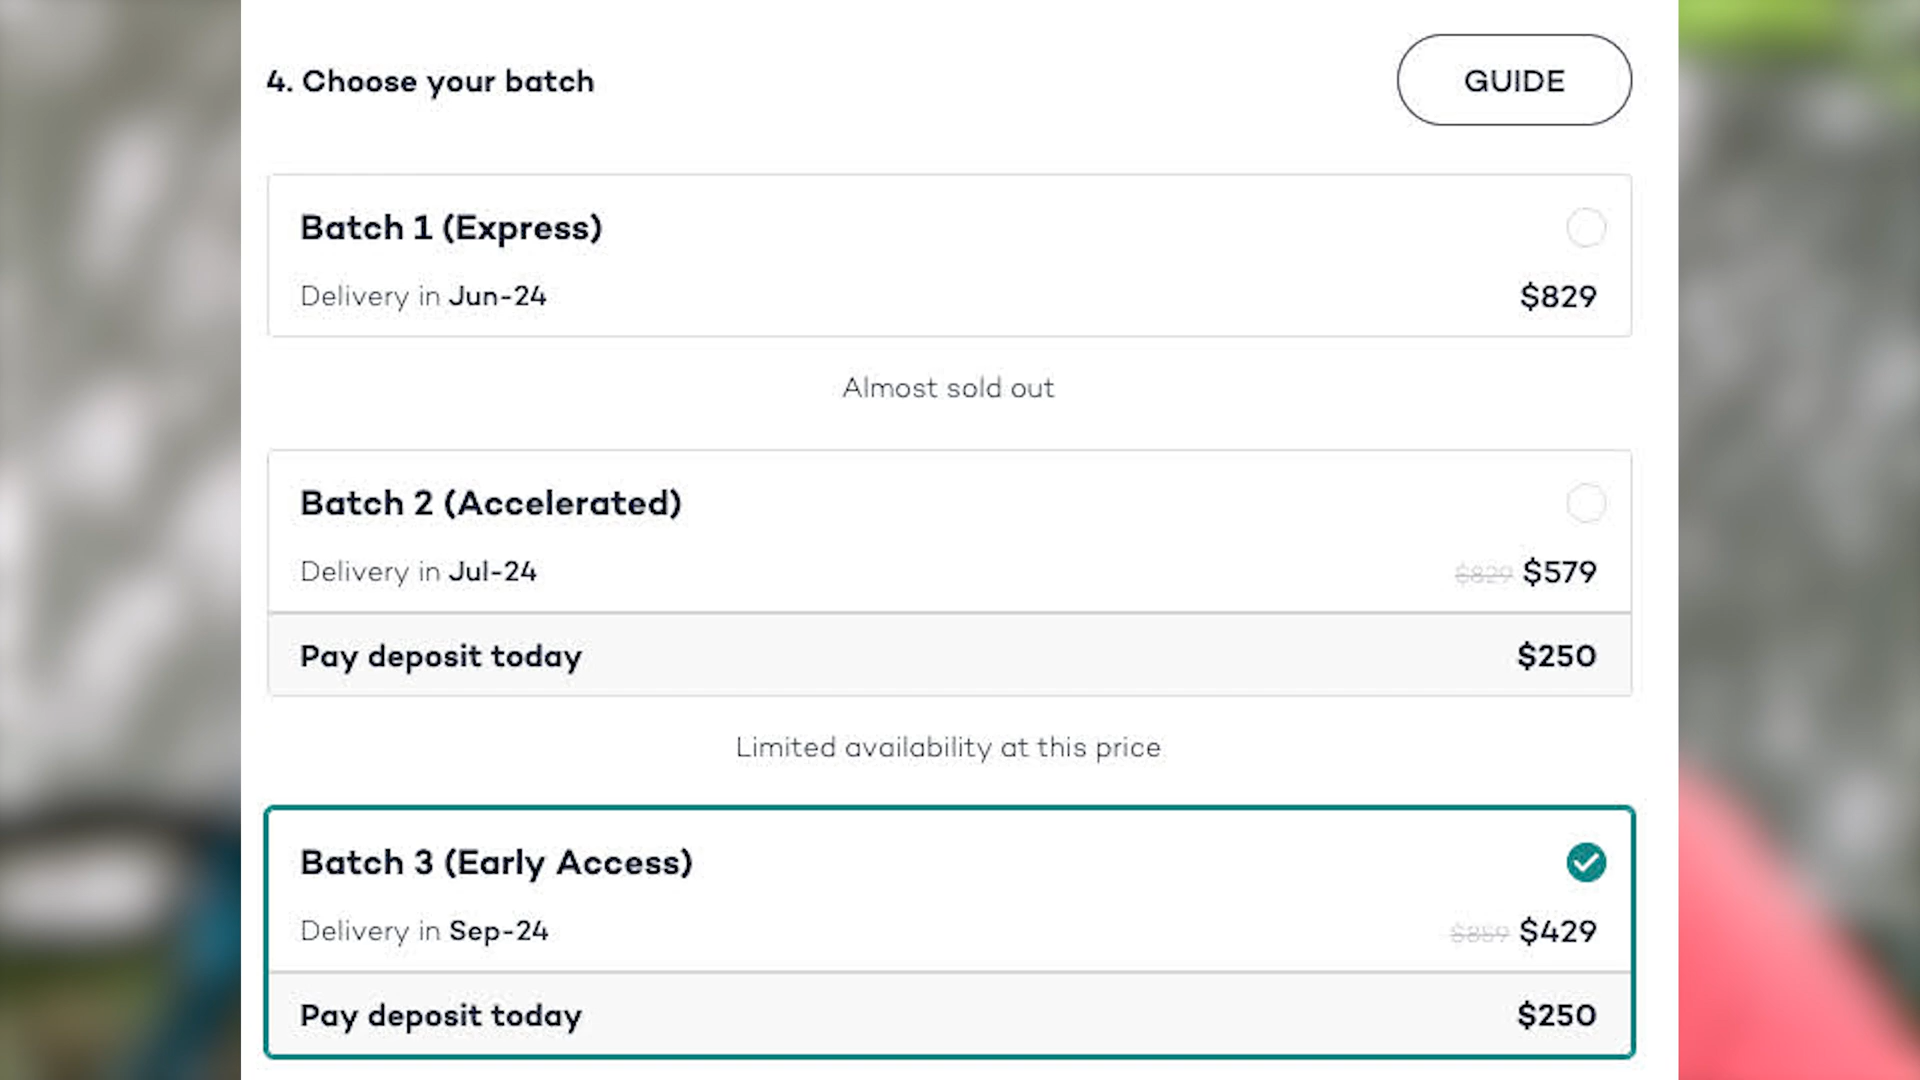 4. Choose your batch
GUIDE
Batch 1 (Express)
Delivery in Jun-24
$829
Almost sold out
Batch 2 (Accelerated)
Delivery in Jul-24
$829 $579
Pay deposit today
$250
Limited availability at this price
Batch 3 (Early Access)
Delivery in Sep-24
$859 $429
Pay deposit today
$250